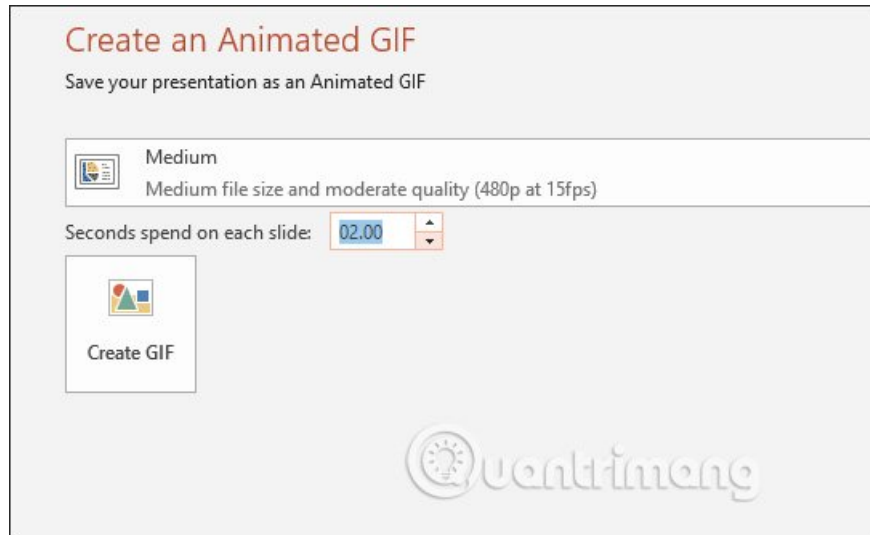 Create an Animated GIF
Save your presentation as an Animated GIF
Medium
Medium file size and moderate quality (480p at 15fps)
Seconds spend on each slide: 02.00
Create GIF
Quantrimang